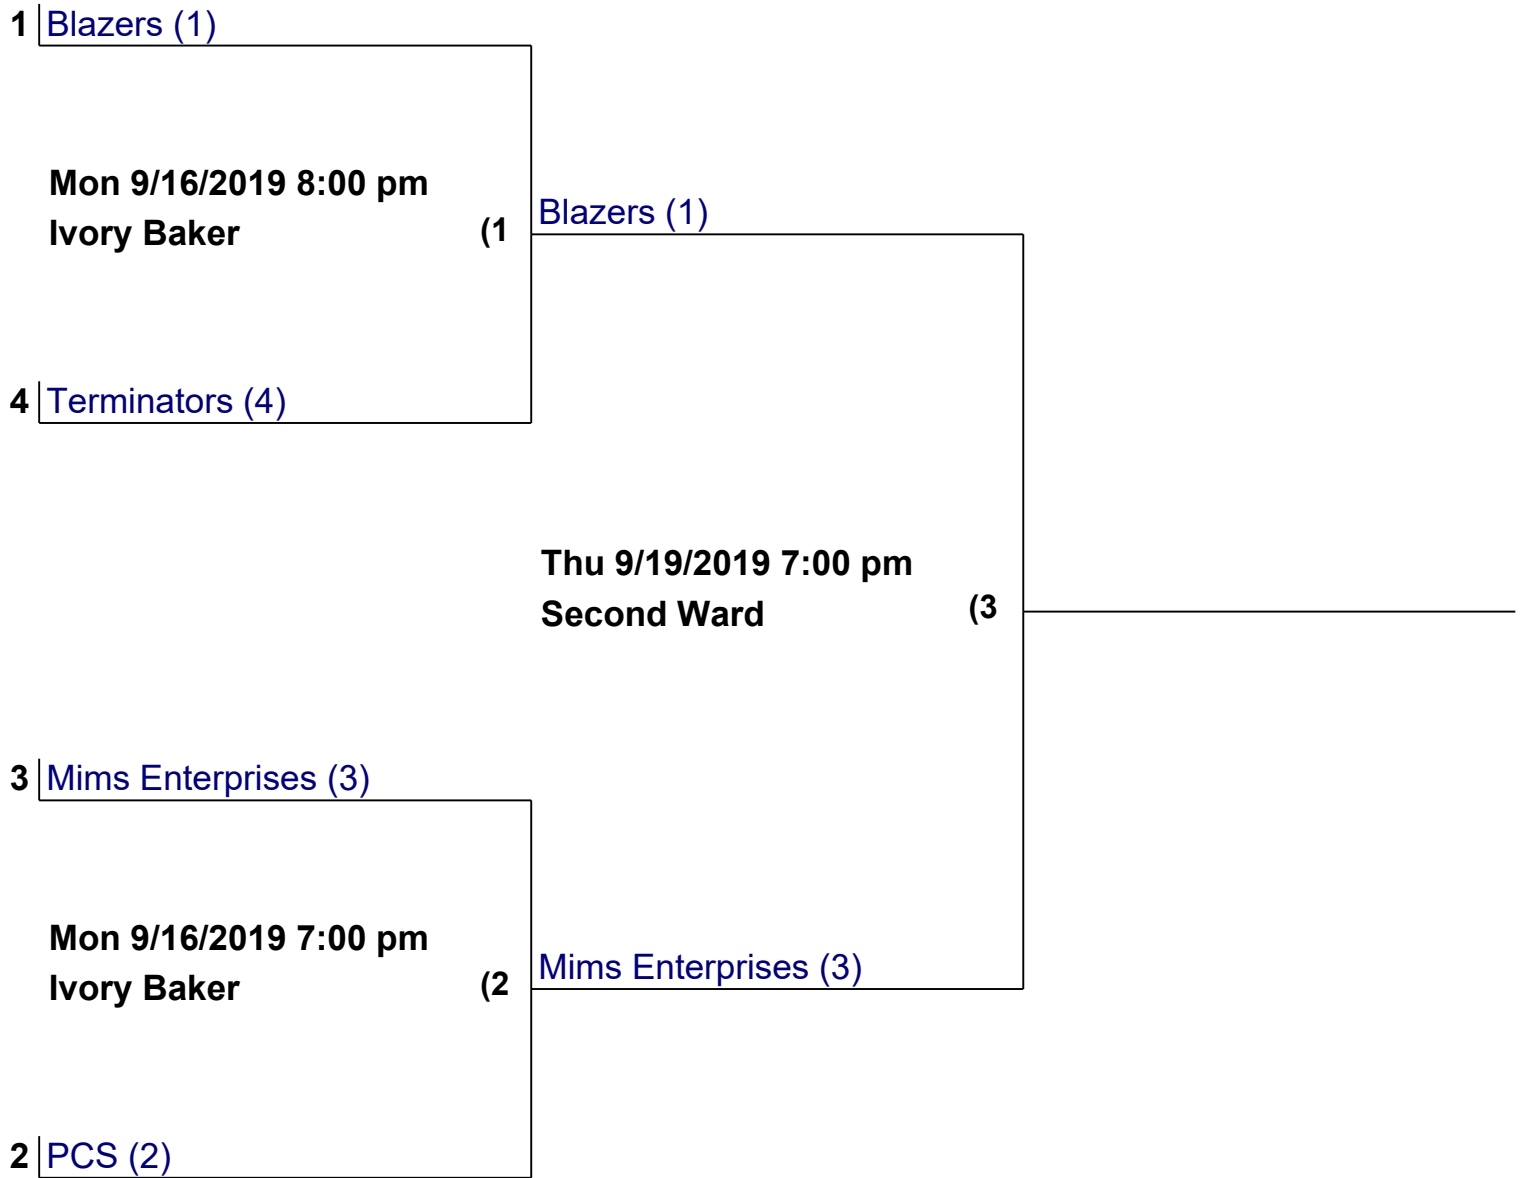 1 Blazers (1)
Mon 9/16/2019 8:00 pm
Ivory Baker (1
Blazers (1)
4 Terminators (4)
Thu 9/19/2019 7:00 pm
Second Ward (3
3 Mims Enterprises (3)
Mon 9/16/2019 7:00 pm
Ivory Baker (2
Mims Enterprises (3)
2 PCS (2)